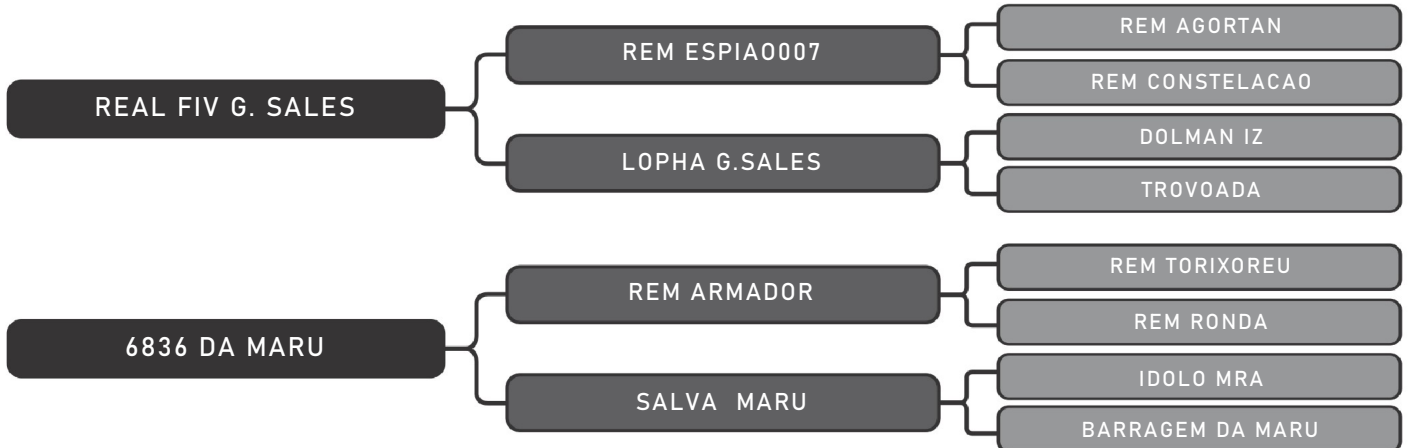 REAL FIV G. SALES
REM ESPIAO007
REM AGORTAN
REM CONSTELACAO
LOPHA G.SALES
DOLMAN IZ
TROVOADA
6836 DA MARU
REM ARMADOR
REM TORIXOREU
REM RONDA
SALVA MARU
IDOLO MRA
BARRAGEM DA MARU